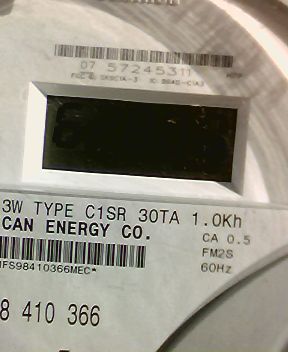 07 57245311
3W TYPE C1SR 30TA 1.0Kh
CAN ENERGY CO.
CA 0.5
FM2S
60Hz
IFS98410366MEC*
8 410 366